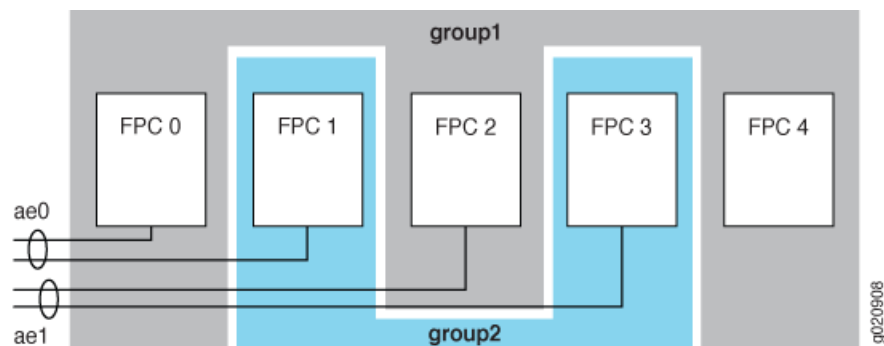 group1
FPC 0
FPC 1
FPC 2
FPC 3
FPC 4
ae0
ae1
group2
g020908